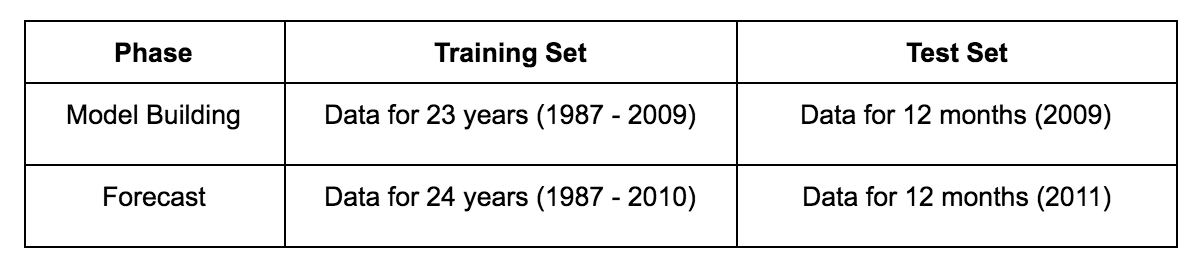 Phase Training Set Test Set
Model Building Data for 23 years (1987 - 2009) Data for 12 months (2009)
Forecast Data for 24 years (1987 - 2010) Data for 12 months (2011)